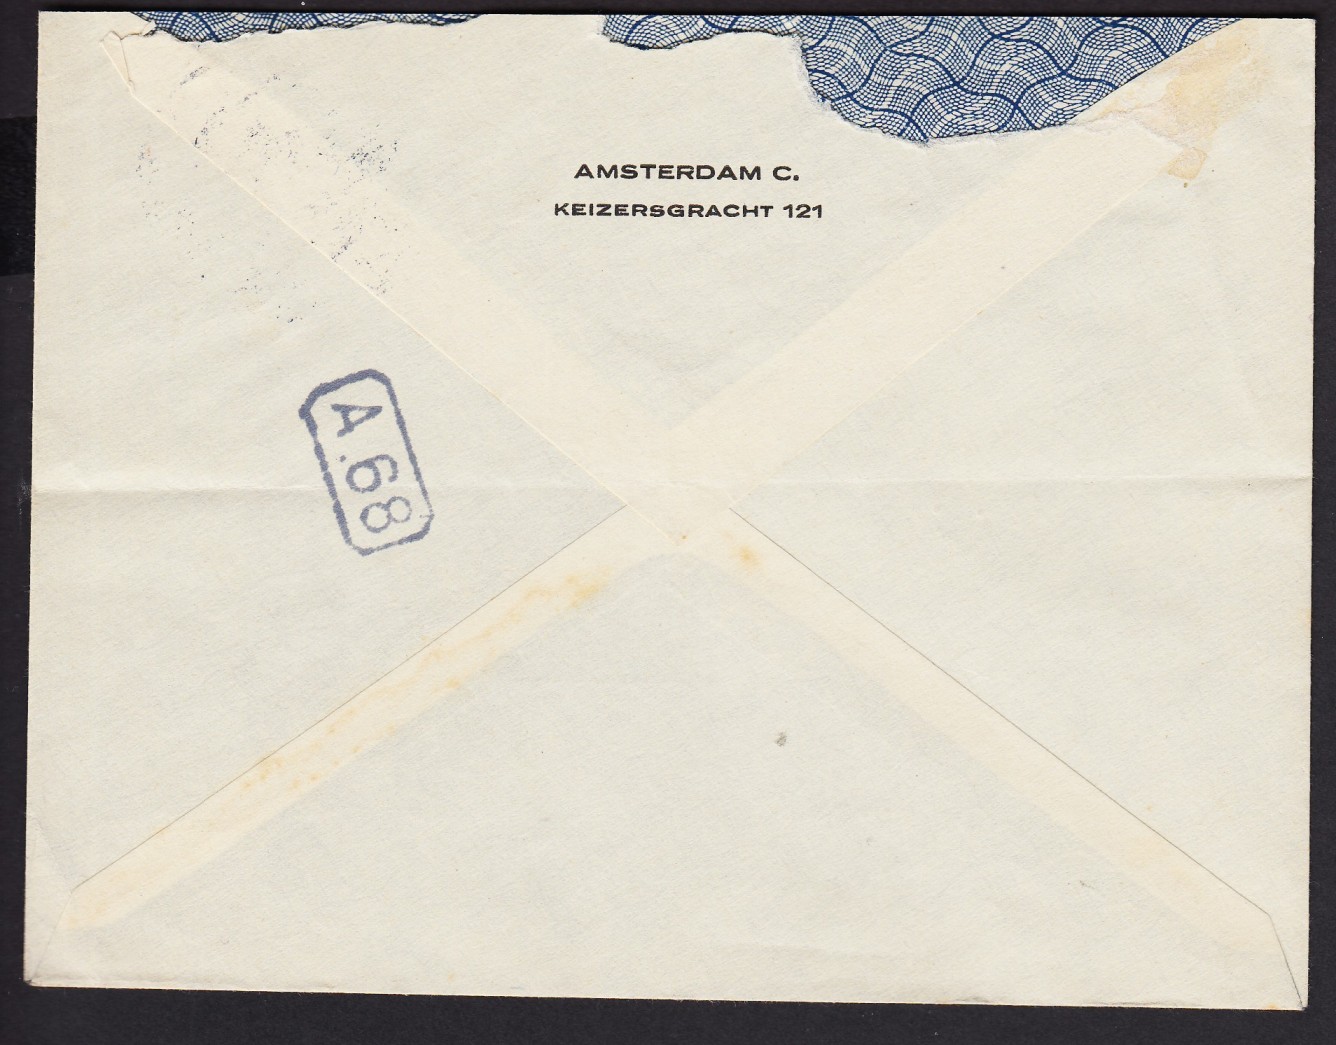 AMSTERDAM C.
KEIZERSGRACHT 121
A.68